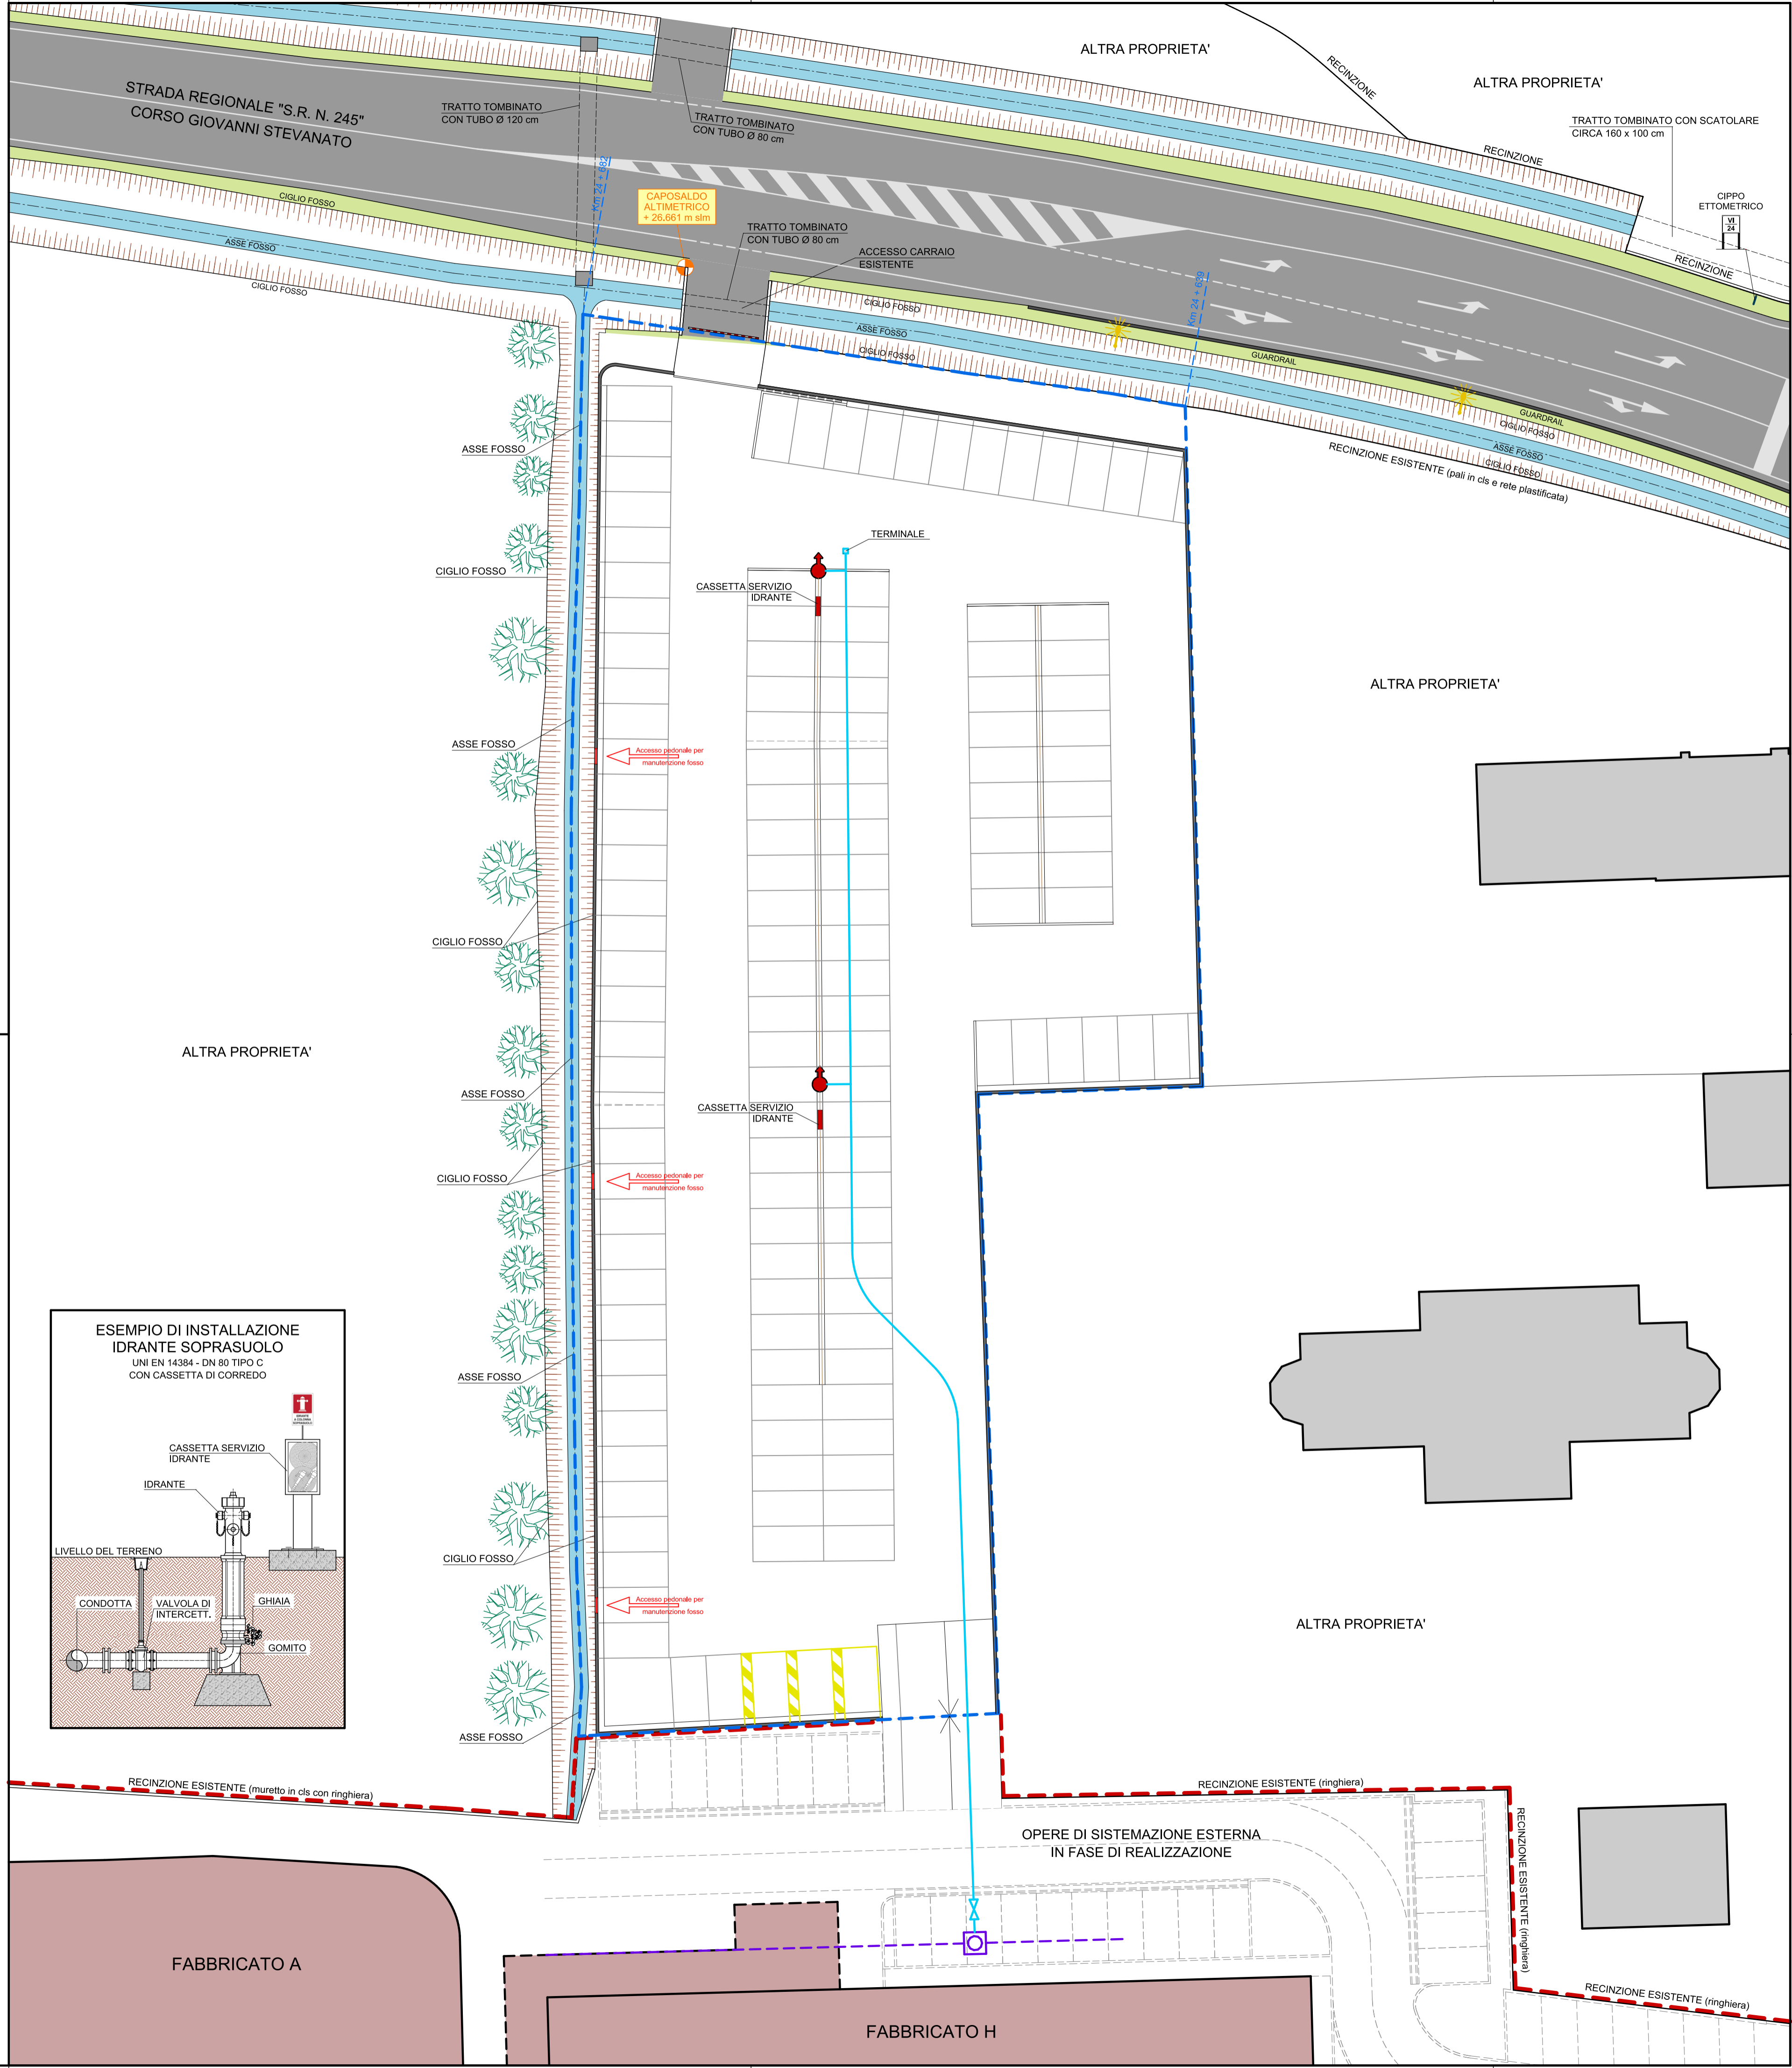 ALTRA PROPRIETA'
RECINZIONE
ALTRA PROPRIETA'
STRADA REGIONALE "S.R. N. 245"
CORSO GIOVANNI STEVANATO
TRATTO TOMBINATO
CON TUBO Ø 120 cm
TRATTO TOMBINATO
CON TUBO Ø 80 cm
TRATTO TOMBINATO CON SCATOLARE
CIRCA 160 x 100 cm
RECINZIONE
CIPPO
ETTOMETRICO
VI
24
RECINZIONE
Km 24 + 682
CAPOSALDO
ALTIMETRICO
+ 26.661 m slm
CIGLIO FOSSO
ASSE FOSSO
CIGLIO FOSSO
TRATTO TOMBINATO
CON TUBO Ø 80 cm
ACCESSO CARRAIO
ESISTENTE
Km 24 + 639
CIGLIO FOSSO
ASSE FOSSO
CIGLIO FOSSO
GUARDRAIL
GUARDRAIL
CIGLIO FOSSO
ASSE FOSSO
CIGLIO FOSSO
RECINZIONE ESISTENTE (pali in cls e rete plastificata)
ASSE FOSSO
TERMINALE
CIGLIO FOSSO
CASSETTA SERVIZIO
IDRANTE
ALTRA PROPRIETA'
ASSE FOSSO
Accesso pedonale per
manutenzione fosso
CIGLIO FOSSO
ALTRA PROPRIETA'
ASSE FOSSO
CASSETTA SERVIZIO
IDRANTE
CIGLIO FOSSO
Accesso pedonale per
manutenzione fosso
ESEMPIO DI INSTALLAZIONE
IDRANTE SOPRASUOLO
UNI EN 14384 - DN 80 TIPO C
CON CASSETTA DI CORREDO
IDRANTE
A COLONNA
SOPRASUOLO
CASSETTA SERVIZIO
IDRANTE
IDRANTE
LIVELLO DEL TERRENO
CONDOTTA
VALVOLA DI
INTERCETT.
GHIAIA
GOMITO
ASSE FOSSO
CIGLIO FOSSO
Accesso pedonale per
manutenzione fosso
ALTRA PROPRIETA'
ASSE FOSSO
RECINZIONE ESISTENTE (muretto in cls con ringhiera)
RECINZIONE ESISTENTE (ringhiera)
OPERE DI SISTEMAZIONE ESTERNA
IN FASE DI REALIZZAZIONE
RECINZIONE ESISTENTE (ringhiera)
RECINZIONE ESISTENTE (ringhiera)
FABBRICATO A
FABBRICATO H